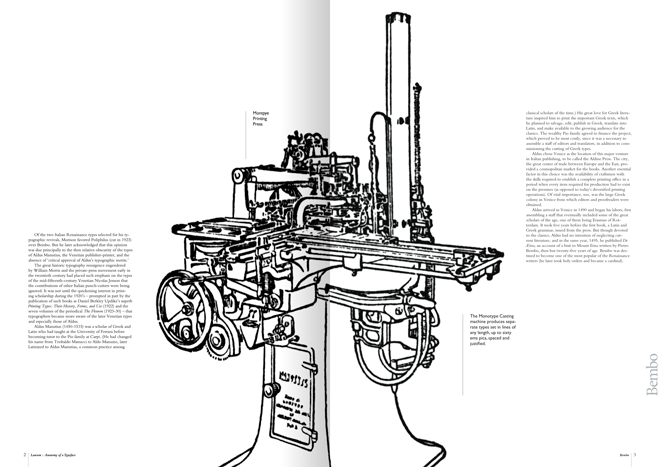 Of the two Italian Renaissance types selected for his ty-
pographic revivals, Morison favored Poliphilus (cut in 1923)
over Bembo. But he later acknowledged that this opinion
was due principally to the then relative obscurity of the types
of Aldus Manutius, the Venetian publisher-printer, and the
absence of "critical approval of Aldus's typographic merits."
The great historic typographic resurgence engendered
by William Morris and the private-press movement early in
the twentieth century had placed such emphasis on the types
of the mid-fifteenth-century Venetian Nicolas Jenson that
the contributions of other Italian punch-cutters were being
ignored. It was not until the quickening interest in print-
ing scholarship during the 1920's – prompted in part by the
publication of such books as Daniel Berkeley Updike's superb
Printing Types: Their History, Forms, and Use (1922) and the
seven volumes of the periodical The Fleuron (1923-30) – that
typographers became more aware of the later Venetian types
and especially those of Aldus.
Aldus Manutius (1450-1515) was a scholar of Greek and
Latin who had taught at the University of Ferrara before
becoming tutor to the Pio family at Carpi. (He had changed
his name from Teobaldo Manucci to Aldo Manuzio, later
Latinized to Aldus Manutius, a common practice among
2 Lawson – Anatomy of a Typeface
Monotype
Printing
Press
classical scholars of the time.) His great love for Greek litera-
ture inspired him to print the important Greek texts, which
he planned to salvage, edit, publish in Greek, translate into
Latin, and make available to the growing audience for the
classics. The wealthy Pio family agreed to finance the project,
which proved to be most costly, since it was necessary to
assemble a staff of editors and translators, in addition to com-
missioning the cutting of Greek types.
Aldus chose Venice as the location of this major venture
in Italian publishing, to be called the Aldine Press. The city,
the great center of trade between Europe and the East, pro-
vided a cosmopolitan market for the books. Another essential
factor in this choice was the availability of craftsmen with
the skills required to establish a complete printing office in a
period when every item required for production had to exist
on the premises (as opposed to today's diversified printing
operations). Of vital importance, too, was the large Greek
colony in Venice from which editors and proofreaders were
obtained.
Aldus arrived in Venice in 1490 and began his labors, first
assembling a staff that eventually included some of the great
scholars of the age, one of them being Erasmus of Rot-
terdam. It took five years before the first book, a Latin and
Greek grammar, issued from the press. But though devoted
to the classics, Aldus had no intention of neglecting cur-
rent literature, and in the same year, 1495, he published De
Aetna, an account of a visit to Mount Etna written by Pietro
Bembo, then but twenty-five years of age. Bembo was des-
tined to become one of the most popular of the Renaissance
writers (he later took holy orders and became a cardinal),
The Monotype Casting
machine produces sepa-
rate types set in lines of
any length, up to sixty
ems pica, spaced and
justified.
Bembo
Bembo 3